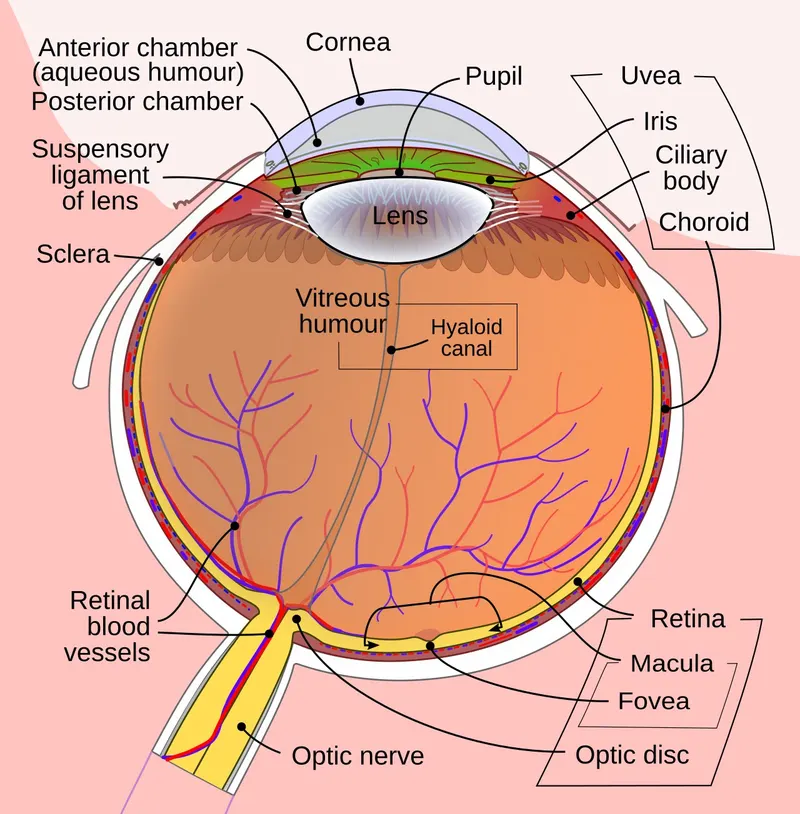 Anterior chamber
(aqueous humour)
Posterior chamber
Cornea
Pupil
Uvea
Iris
Ciliary
body
Choroid
Suspensory
ligament
of lens
Lens
Sclera
Vitreous
humour
Hyaloid
canal
Retinal
blood
vessels
Retina
Macula
Fovea
Optic nerve
Optic disc